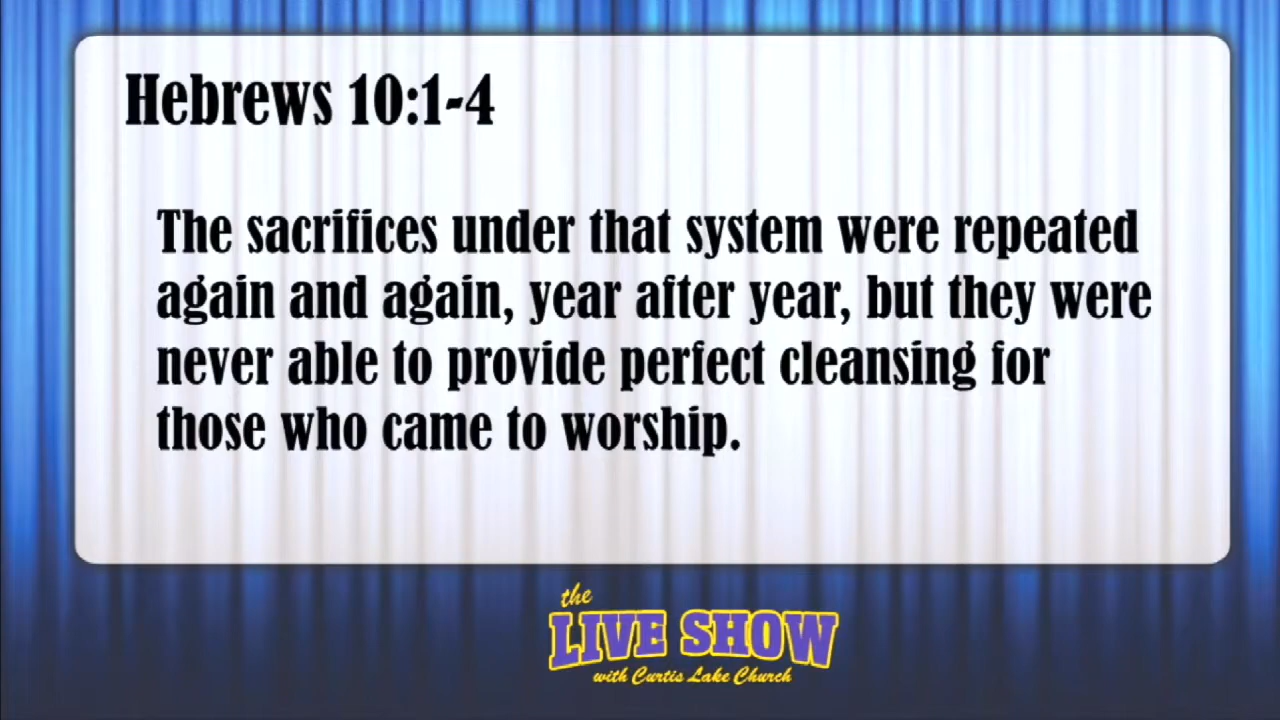 Hebrews 10:1-4
The sacrifices under that system were repeated
again and again, year after year, but they were
never able to provide perfect cleansing for
those who came to worship.
the
LIVE SHOW
with Curtis Lake Church